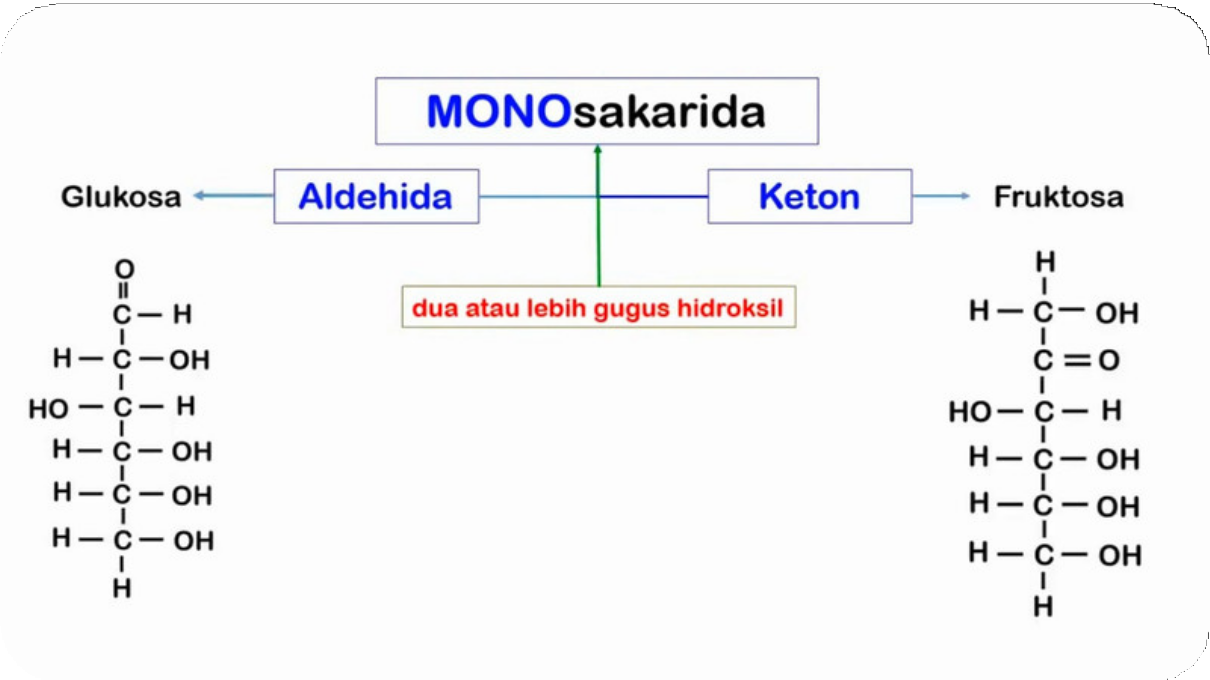 MONOsakarida
Glukosa
Aldehida
Keton
Fruktosa
dua atau lebih gugus hidroksil
O
||
C — H
|
H — C — OH
|
HO — C — H
|
H — C — OH
|
H — C — OH
|
H — C — OH
|
H
H
|
H — C — OH
|
C = O
|
HO — C — H
|
H — C — OH
|
H — C — OH
|
H — C — OH
|
H